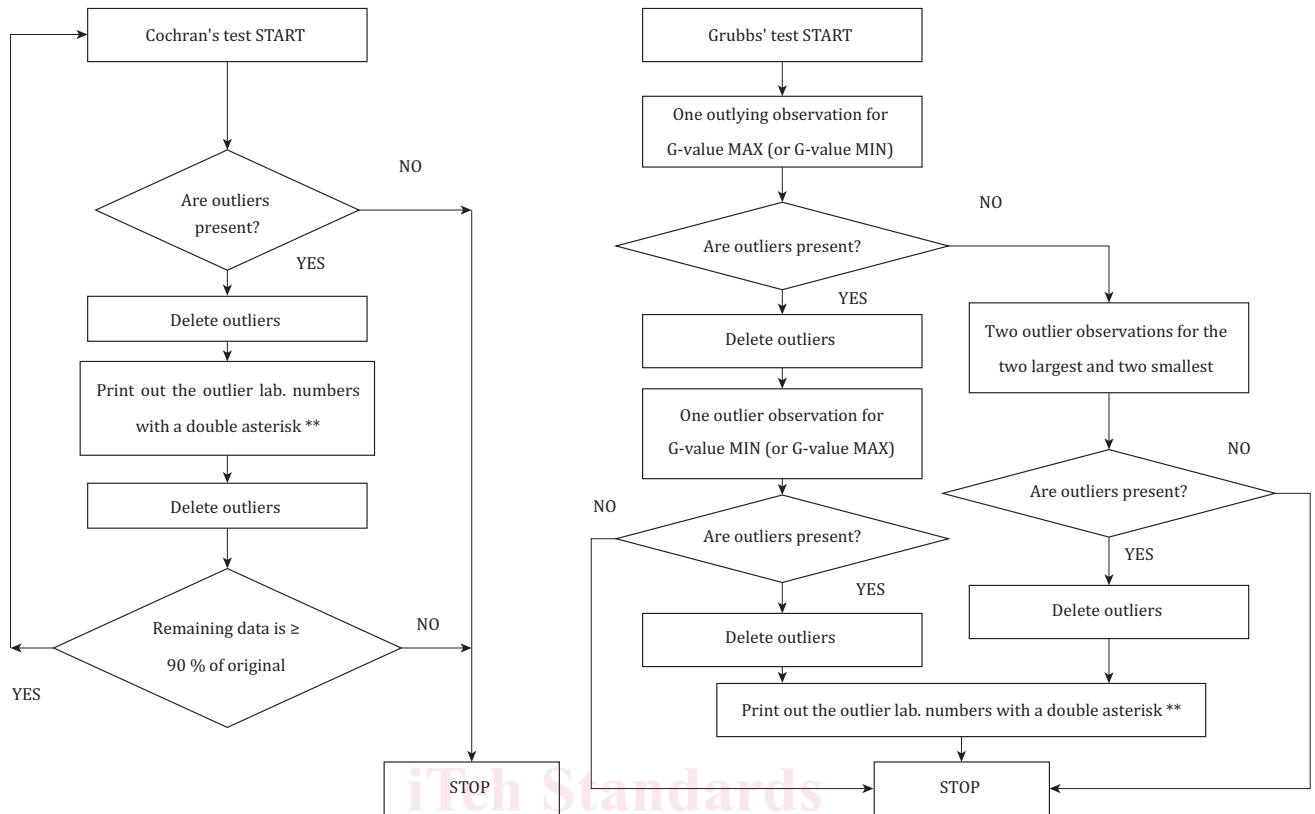 Cochran's test START
NO
Are outliers
present?
YES
Delete outliers
Print out the outlier lab. numbers
with a double asterisk **
Delete outliers
Remaining data is ≥
90 % of original
NO
YES
STOP
Grubbs' test START
One outlying observation for
G-value MAX (or G-value MIN)
NO
Are outliers present?
YES
Delete outliers
One outlier observation for
G-value MIN (or G-value MAX)
NO
Are outliers present?
YES
Delete outliers
Two outlier observations for the
two largest and two smallest
NO
Are outliers present?
YES
Delete outliers
Print out the outlier lab. numbers with a double asterisk **
STOP
iTeh Standards